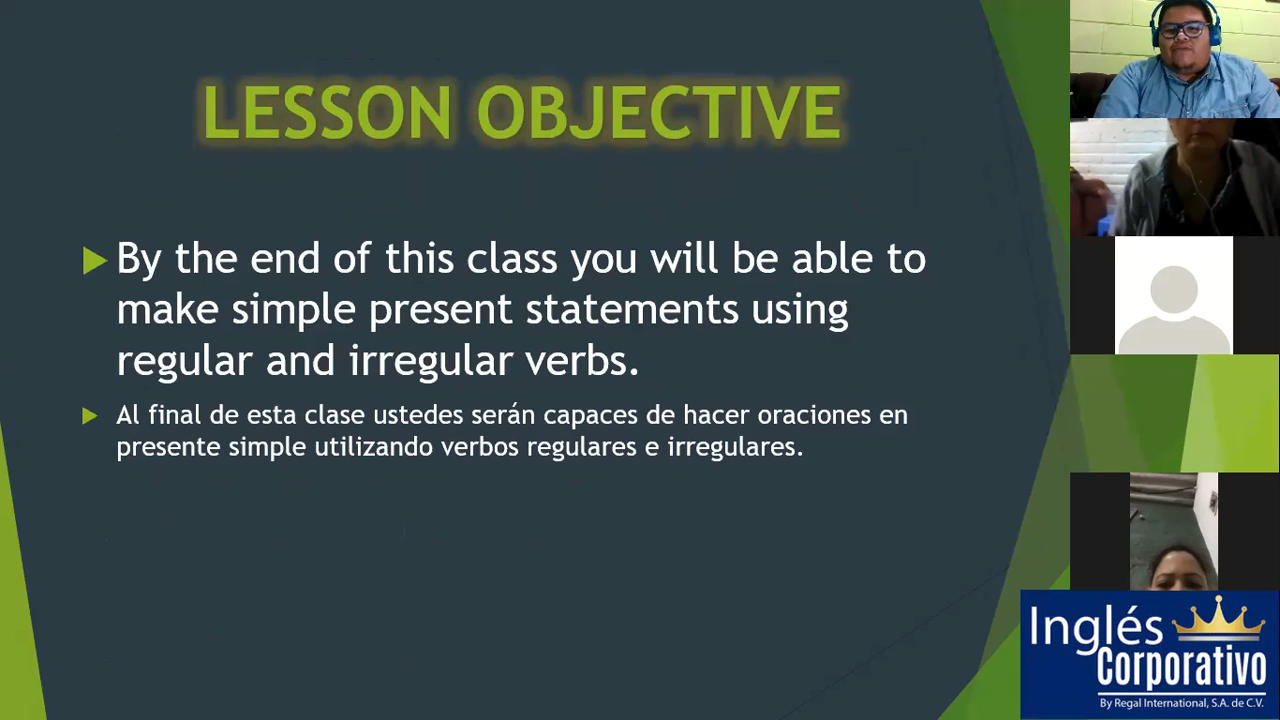 LESSON OBJECTIVE
By the end of this class you will be able to
make simple present statements using
regular and irregular verbs.
Al final de esta clase ustedes serán capaces de hacer oraciones en
presente simple utilizando verbos regulares e irregulares.
Inglés
Corporativo
By Regal International, S.A. de C.V.